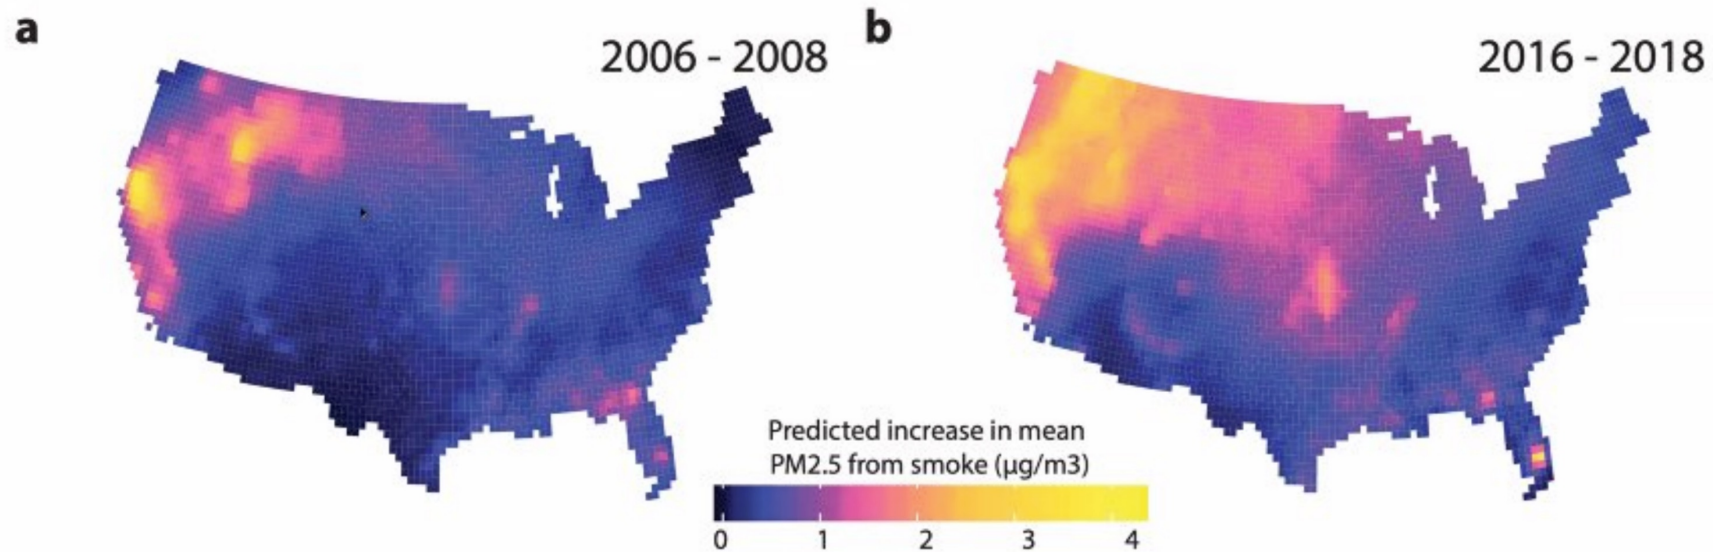 a
2006 - 2008
b
2016 - 2018
Predicted increase in mean
PM2.5 from smoke (µg/m3)
0 1 2 3 4